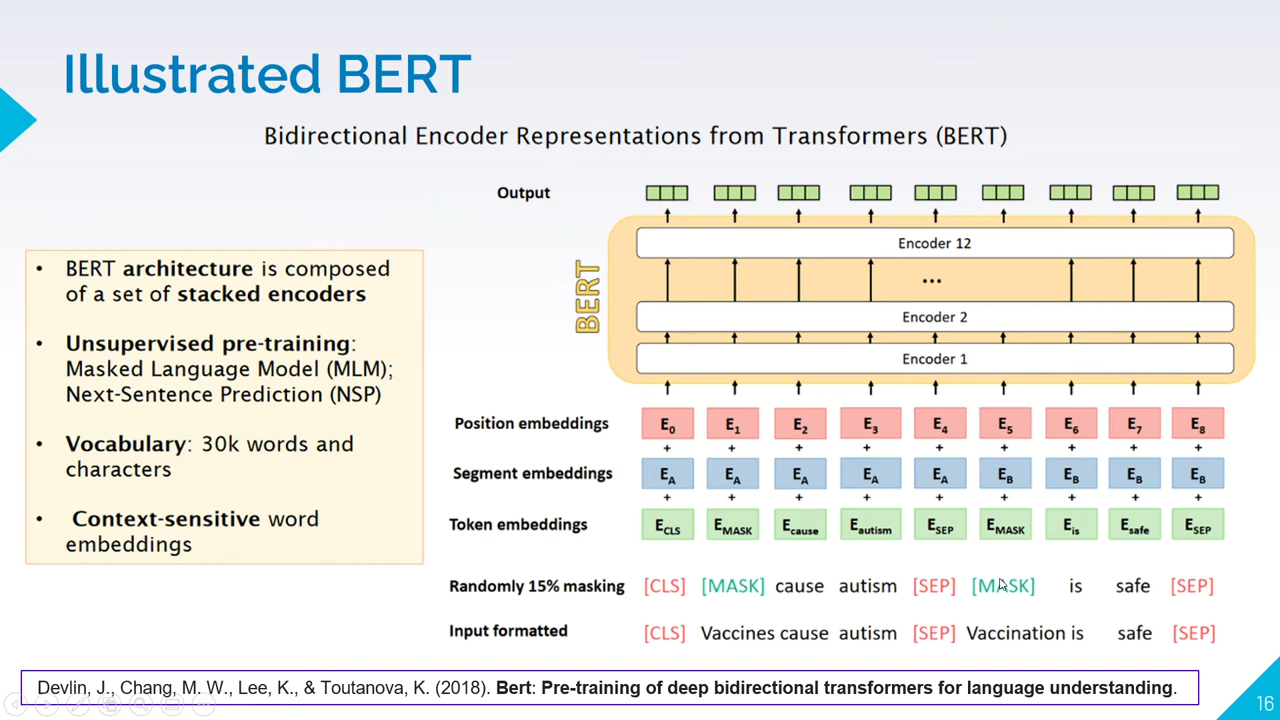 Illustrated BERT
Bidirectional Encoder Representations from Transformers (BERT)
• BERT architecture is composed
of a set of stacked encoders
• Unsupervised pre-training:
Masked Language Model (MLM);
Next-Sentence Prediction (NSP)
• Vocabulary: 30k words and
characters
• Context-sensitive word
embeddings
Output
BERT
Encoder 12
...
Encoder 2
Encoder 1
Position embeddings E0 E1 E2 E3 E4 E5 E6 E7 E8
+ + + + + + + + +
Segment embeddings EA EA EA EA EA EB EB EB EB
+ + + + + + + + +
Token embeddings ECLS EMASK Ecause Eautism ESEP EMASK Eis Esafe ESEP
Randomly 15% masking [CLS] [MASK] cause autism [SEP] [MASK] is safe [SEP]
Input formatted [CLS] Vaccines cause autism [SEP] Vaccination is safe [SEP]
Devlin, J., Chang, M. W., Lee, K., & Toutanova, K. (2018). Bert: Pre-training of deep bidirectional transformers for language understanding.
16